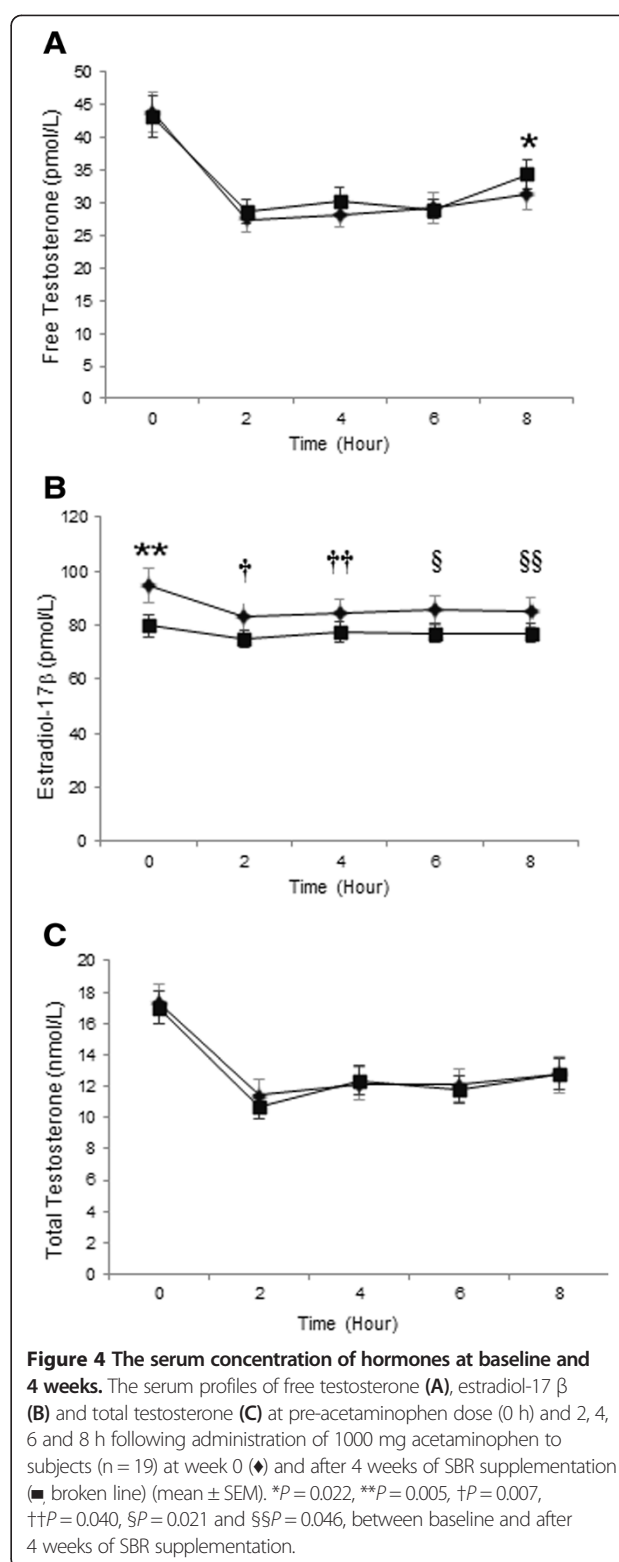 A
Free Testosterone (pmol/L)
50
45
40
35
30
25
20
15
10
5
0
*
0 2 4 6 8
Time (Hour)
B
Estradiol-17β (pmol/L)
120
100
80
60
40
20
0
** † †† § §§
0 2 4 6 8
Time (Hour)
C
Total Testosterone (nmol/L)
20
18
16
14
12
10
8
6
4
2
0
0 2 4 6 8
Time (Hour)
Figure 4 The serum concentration of hormones at baseline and
4 weeks. The serum profiles of free testosterone (A), estradiol-17 β
(B) and total testosterone (C) at pre-acetaminophen dose (0 h) and 2, 4,
6 and 8 h following administration of 1000 mg acetaminophen to
subjects (n = 19) at week 0 (♦) and after 4 weeks of SBR supplementation
(■, broken line) (mean ± SEM). *P = 0.022, **P = 0.005, †P = 0.007,
††P = 0.040, §P = 0.021 and §§P = 0.046, between baseline and after
4 weeks of SBR supplementation.